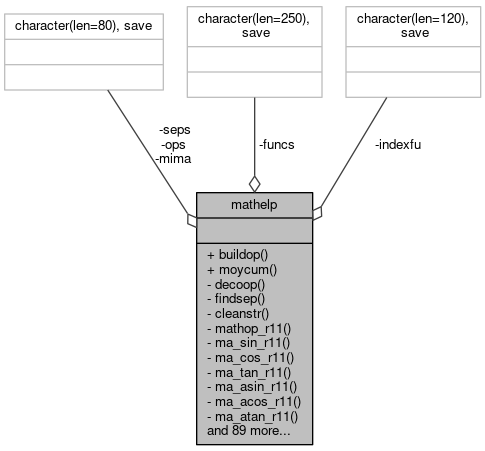 character(len=80), save
character(len=250),
save
character(len=120),
save
-seps
-ops
-mima
-funcs
-indexfu
mathelp
+ buildop()
+ moycum()
- decoop()
- findsep()
- cleanstr()
- mathop_r11()
- ma_sin_r11()
- ma_cos_r11()
- ma_tan_r11()
- ma_asin_r11()
- ma_acos_r11()
- ma_atan_r11()
and 89 more...